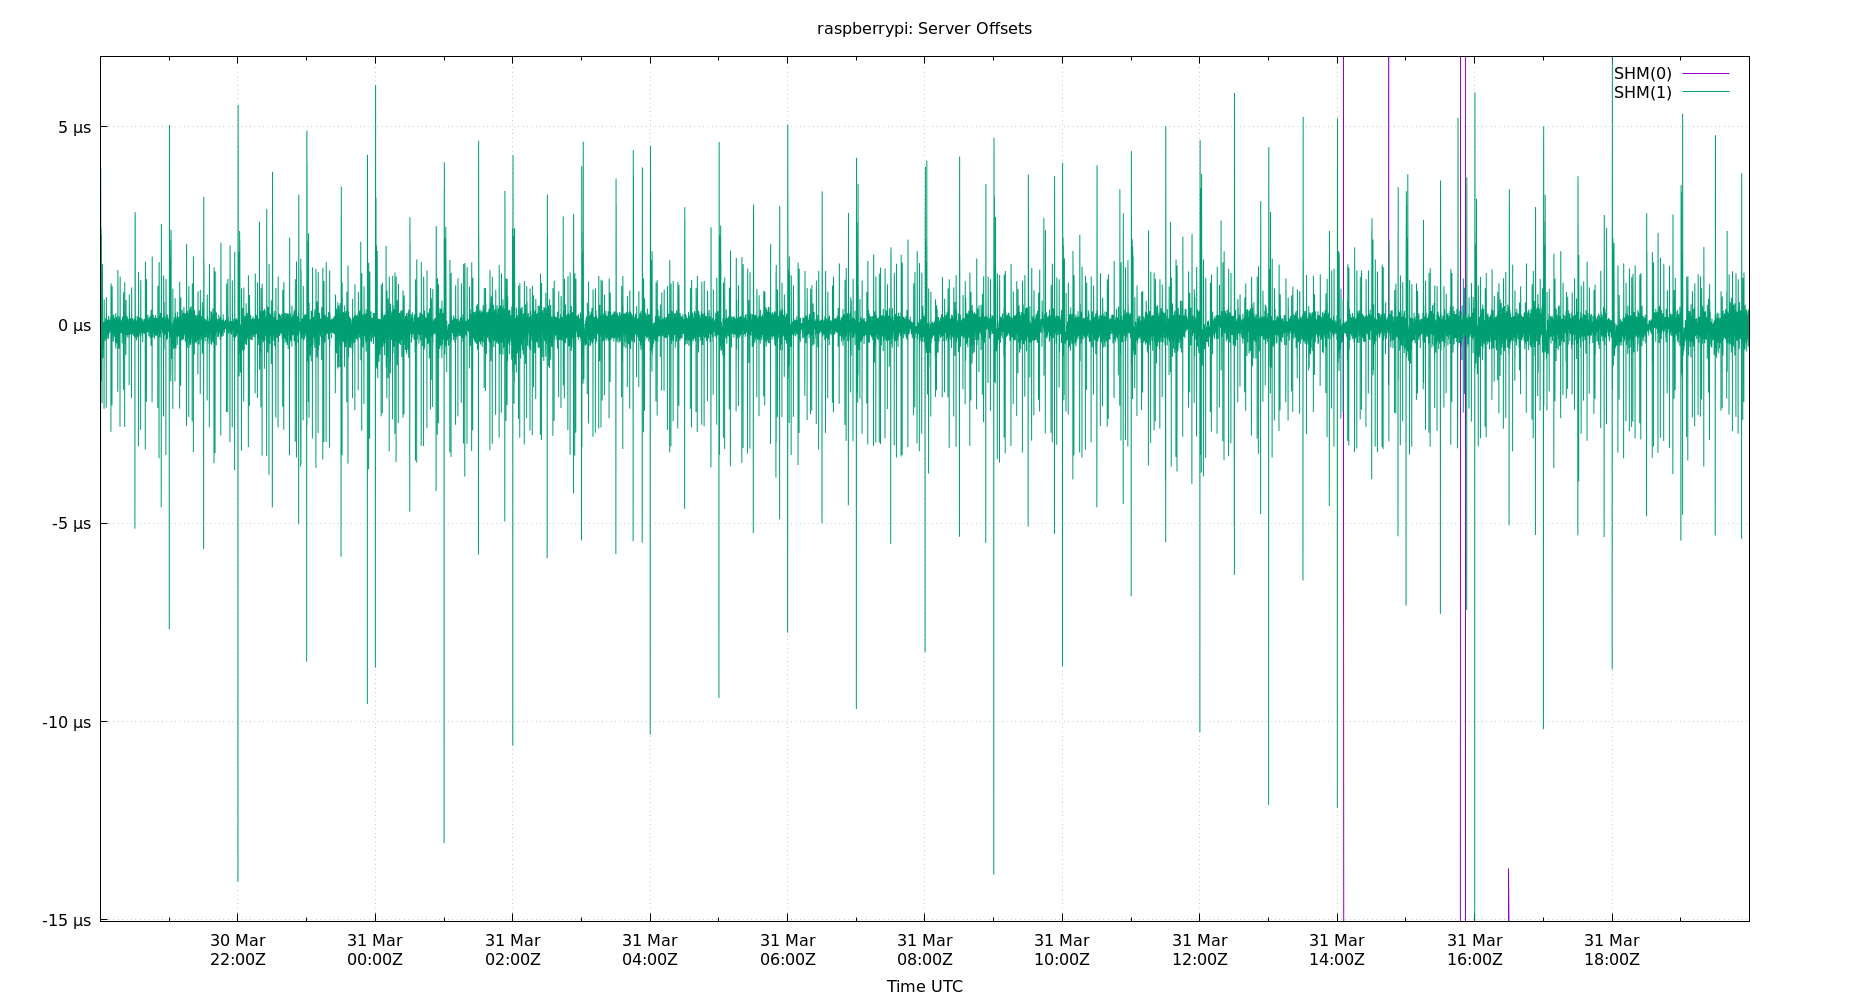 raspberrypi: Server Offsets
SHM(0)
SHM(1)
5 µs
0 µs
-5 µs
-10 µs
-15 µs
30 Mar
22:00Z
31 Mar
00:00Z
31 Mar
02:00Z
31 Mar
04:00Z
31 Mar
06:00Z
31 Mar
08:00Z
31 Mar
10:00Z
31 Mar
12:00Z
31 Mar
14:00Z
31 Mar
16:00Z
31 Mar
18:00Z
Time UTC